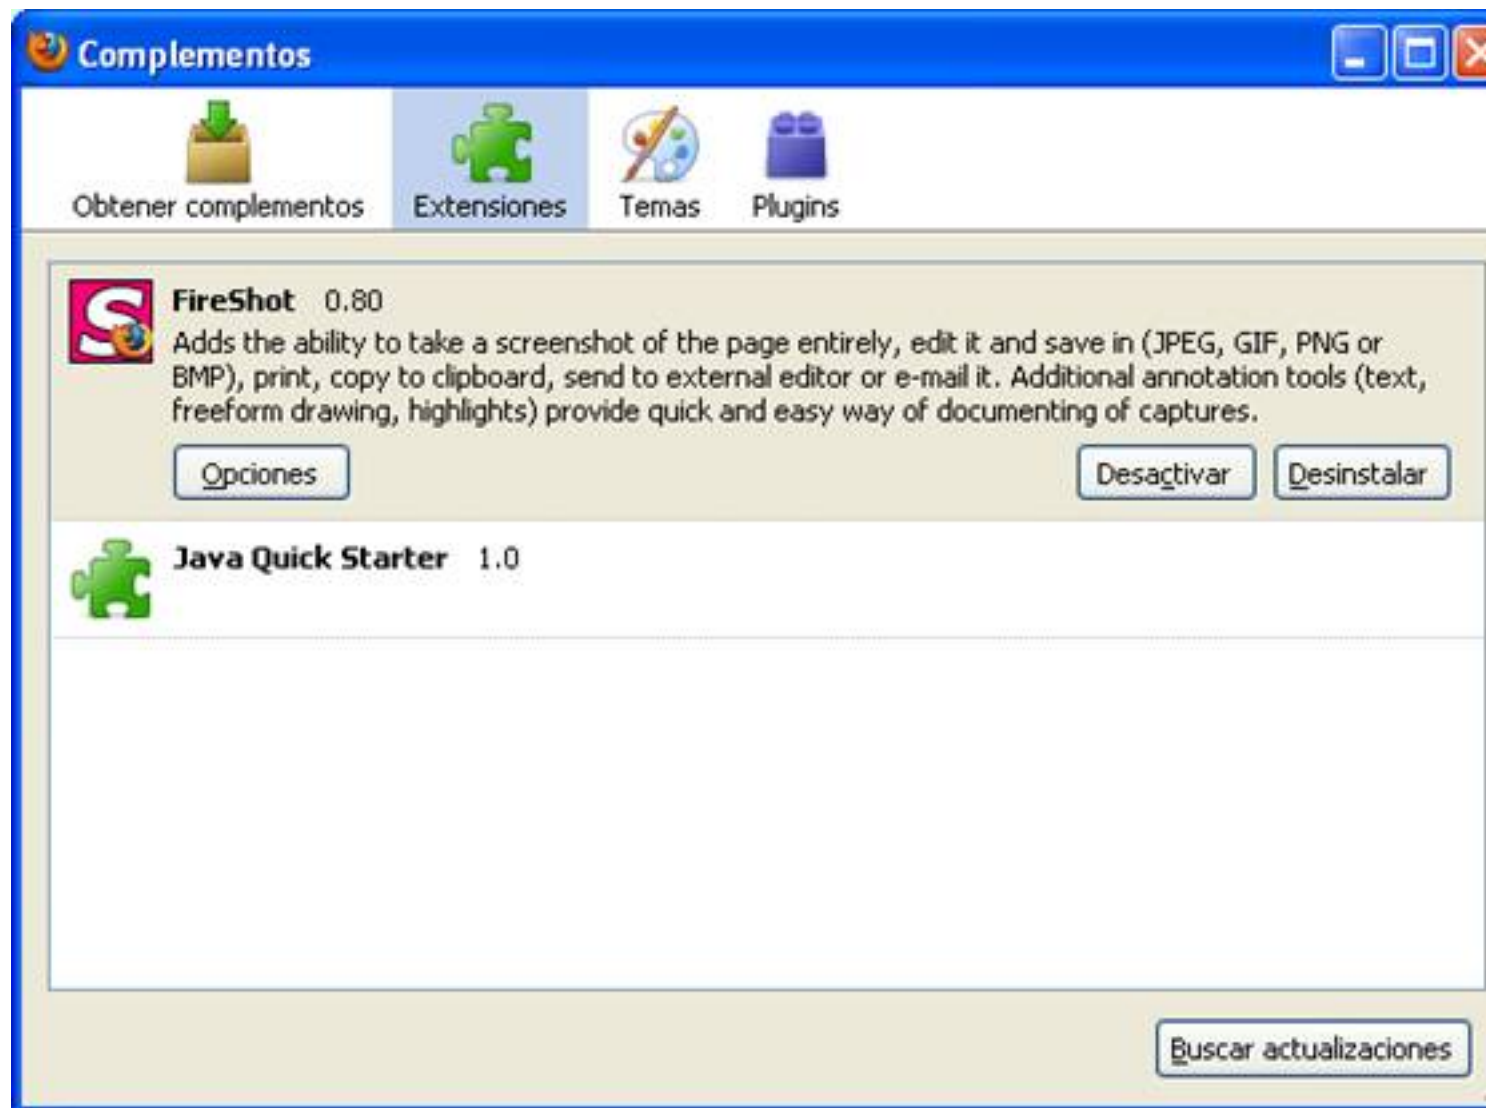 Complementos
Obtener complementos Extensiones Temas Plugins
FireShot 0.80
Adds the ability to take a screenshot of the page entirely, edit it and save in (JPEG, GIF, PNG or
BMP), print, copy to clipboard, send to external editor or e-mail it. Additional annotation tools (text,
freeform drawing, highlights) provide quick and easy way of documenting of captures.
Opciones Desactivar Desinstalar
Java Quick Starter 1.0
Buscar actualizaciones